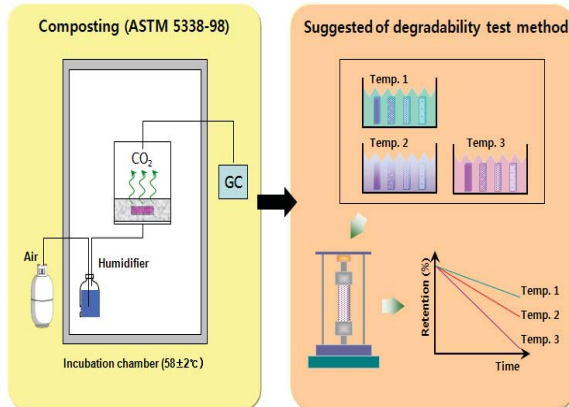 Composting (ASTM 5338-98)
CO2
GC
Air
Humidifier
Incubation chamber (58±2℃)
Suggested of degradability test method
Temp. 1
Temp. 2
Temp. 3
Retention (%)
Temp. 1
Temp. 2
Temp. 3
Time